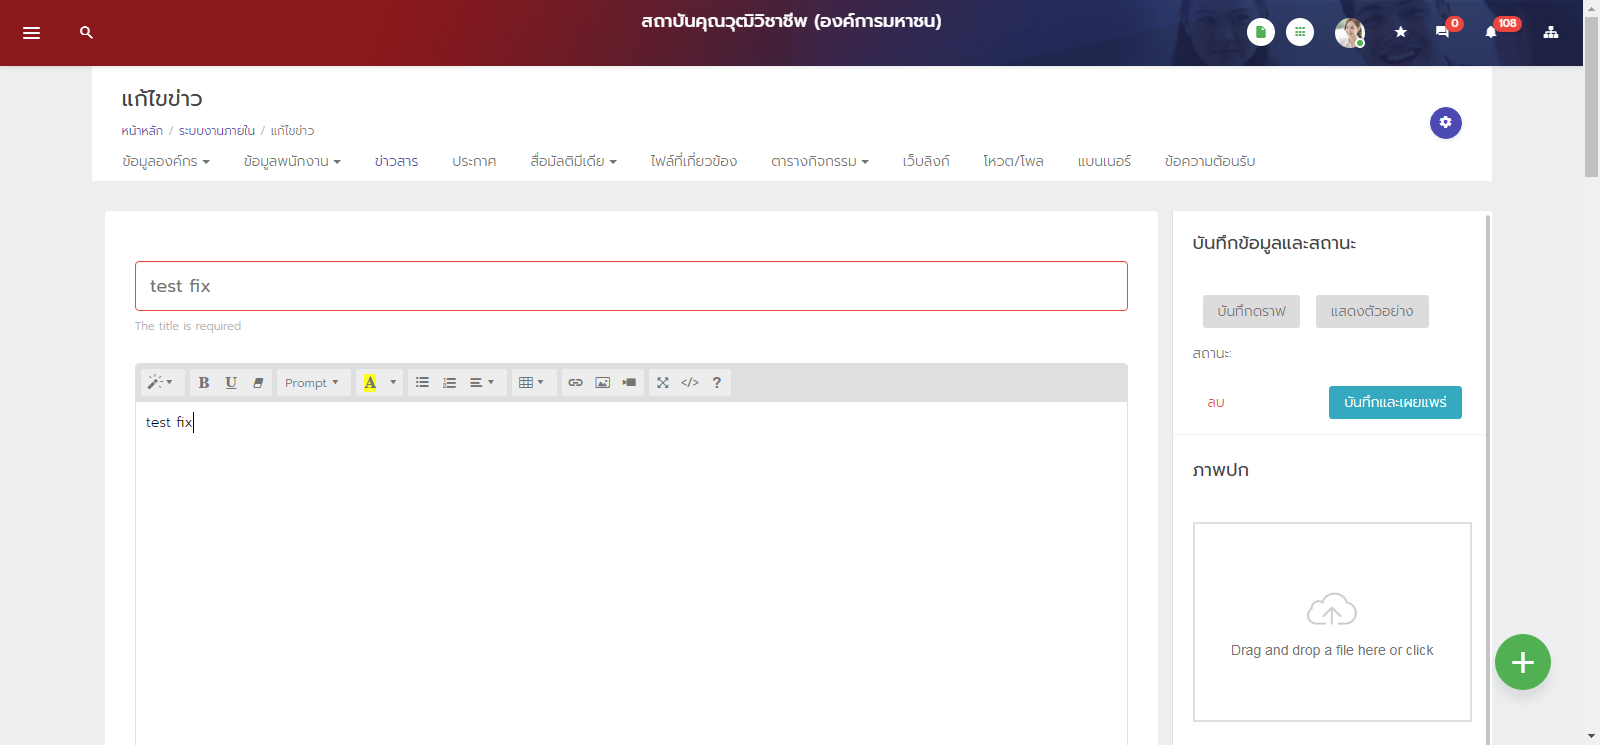 สถาบันคุณวุฒิวิชาชีพ (องค์การมหาชน)
0
108
แก้ไขข่าว
หน้าหลัก / ระบบงานภายใน / แก้ไขข่าว
ข้อมูลองค์กร ข้อมูลพนักงาน ข่าวสาร ประกาศ สื่อมัลติมีเดีย ไฟล์ที่เกี่ยวข้อง ตารางกิจกรรม เว็บลิงก์ โหวต/โพล แบนเนอร์ ข้อความต้อนรับ
test fix
The title is required
B U Prompt A </> ?
test fix
บันทึกข้อมูลและสถานะ
บันทึกดราฟ แสดงตัวอย่าง
สถานะ:
ลบ บันทึกและเผยแพร่
ภาพปก
Drag and drop a file here or click